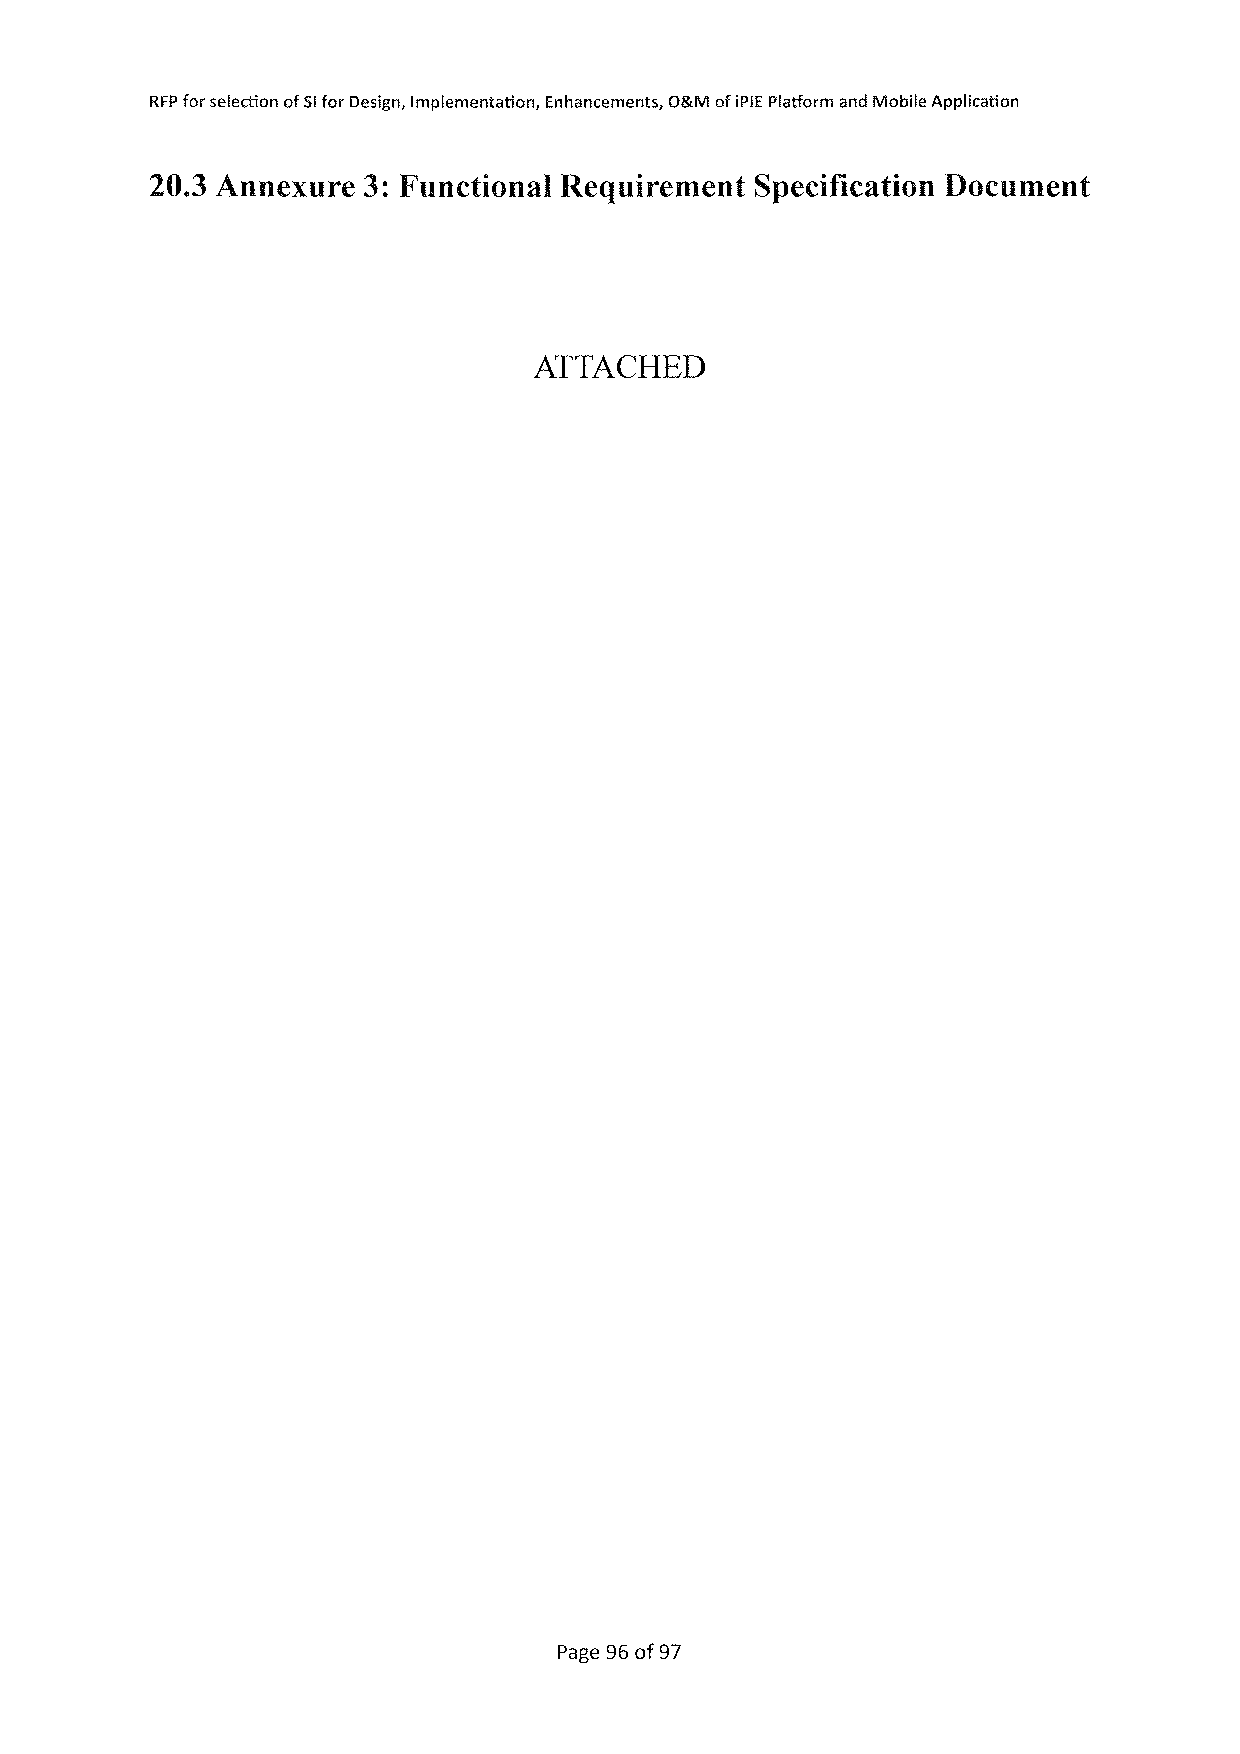 RFP for selection of SI for Design, Implementation, Enhancements, O&M of iPIE Platform and Mobile Application
20.3 Annexure 3: Functional Requirement Specification Document
ATTACHED
Page 96 of 97